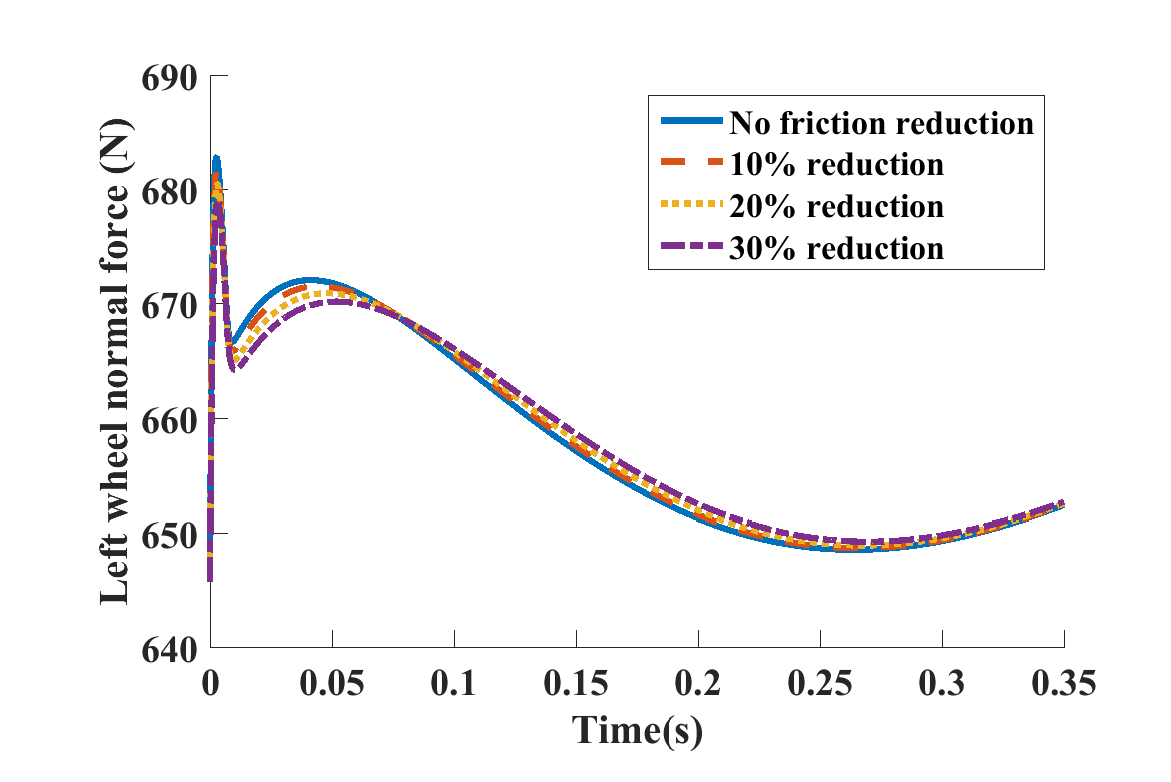 Left wheel normal force (N)
690
680
670
660
650
640
No friction reduction
10% reduction
20% reduction
30% reduction
0 0.05 0.1 0.15 0.2 0.25 0.3 0.35
Time(s)